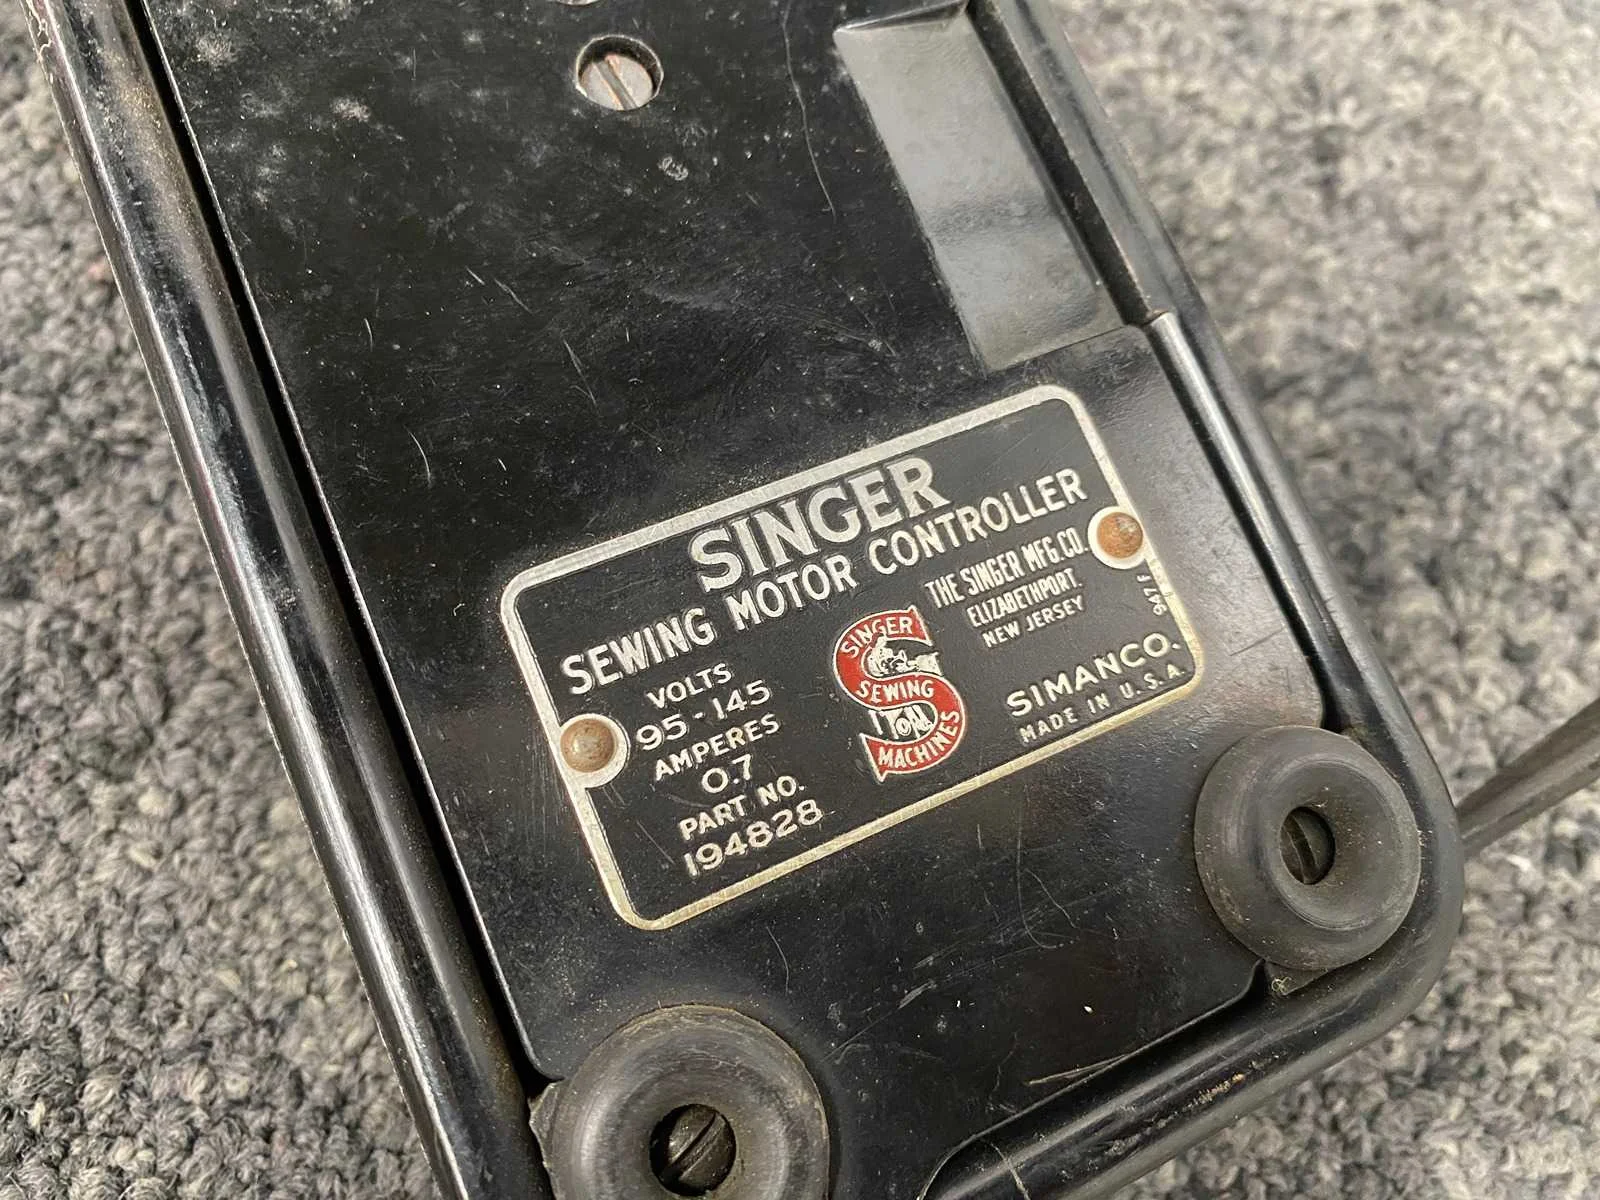 SINGER
SEWING MOTOR CONTROLLER
VOLTS
95-145
AMPERES
0.7
PART NO.
194828
SINGER
SEWING
MACHINES
THE SINGER MFG.CO.
ELIZABETHPORT.
NEW JERSEY
SIMANCO.
MADE IN U.S.A